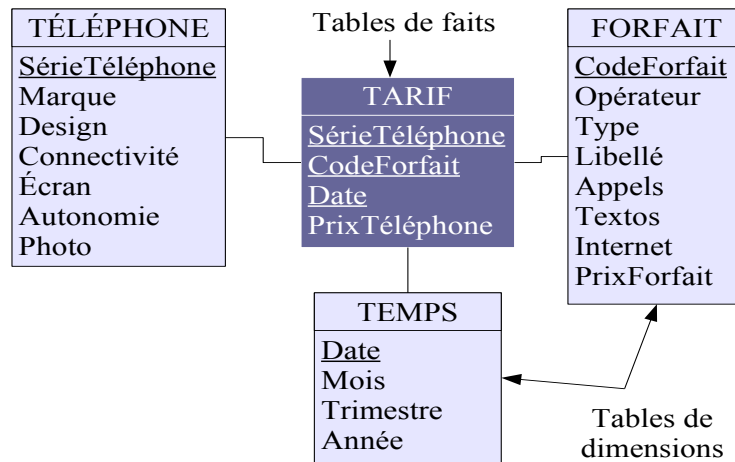 TÉLÉPHONE
SérieTéléphone
Marque
Design
Connectivité
Écran
Autonomie
Photo
Tables de faits
TARIF
SérieTéléphone
CodeForfait
Date
PrixTéléphone
FORFAIT
CodeForfait
Opérateur
Type
Libellé
Appels
Textos
Internet
PrixForfait
TEMPS
Date
Mois
Trimestre
Année
Tables de
dimensions